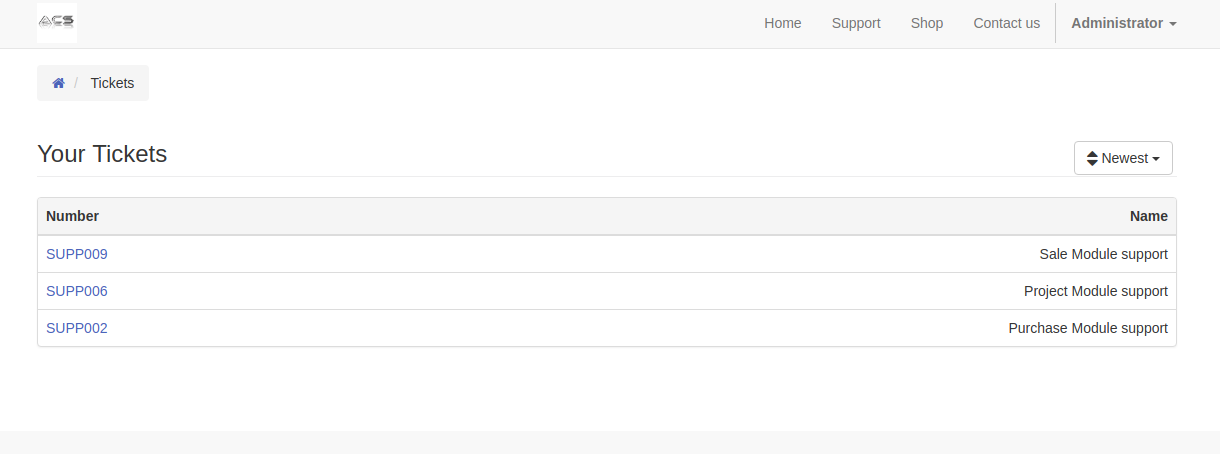 ACS
Home Support Shop Contact us Administrator
/ Tickets
Your Tickets
Newest
Number Name
SUPP009 Sale Module support
SUPP006 Project Module support
SUPP002 Purchase Module support